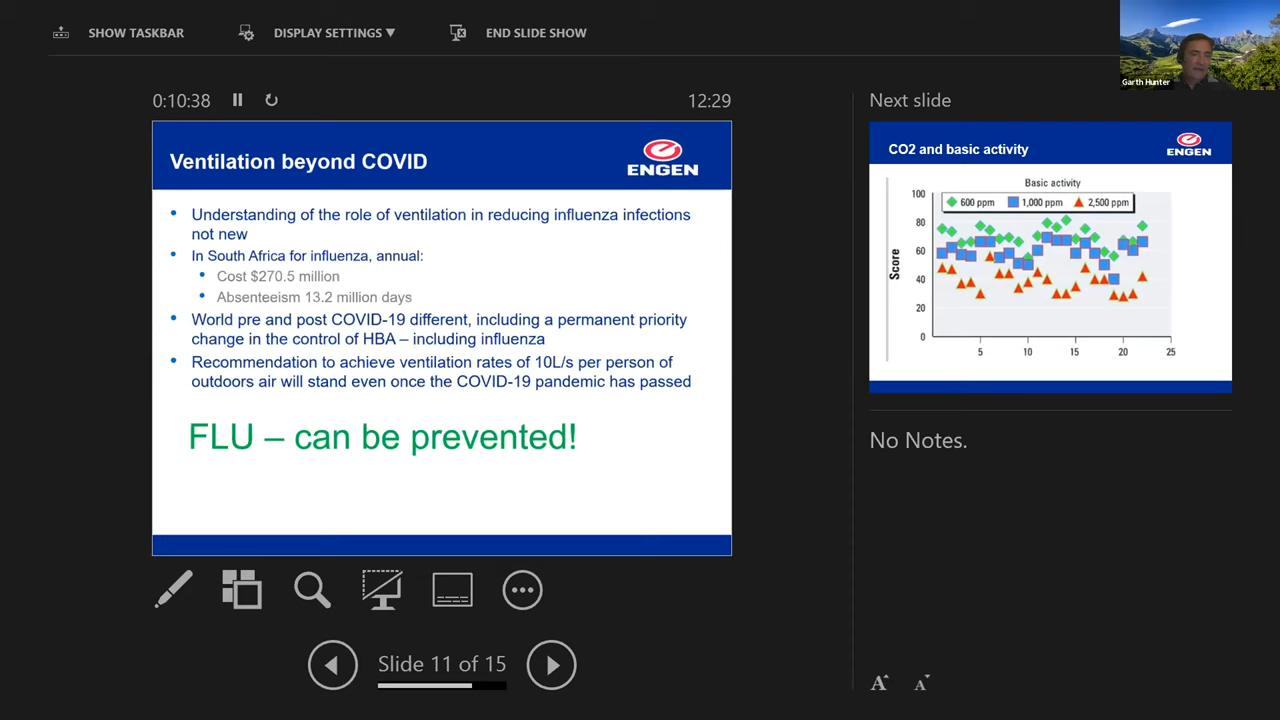 SHOW TASKBAR
DISPLAY SETTINGS ▼
END SLIDE SHOW
Garth Hunter
0:10:38
12:29
Ventilation beyond COVID
ENGEN
• Understanding of the role of ventilation in reducing influenza infections
not new
• In South Africa for influenza, annual:
• Cost $270.5 million
• Absenteeism 13.2 million days
• World pre and post COVID-19 different, including a permanent priority
change in the control of HBA – including influenza
• Recommendation to achieve ventilation rates of 10L/s per person of
outdoors air will stand even once the COVID-19 pandemic has passed
FLU – can be prevented!
Slide 11 of 15
Next slide
CO2 and basic activity
ENGEN
Basic activity
600 ppm
1,000 ppm
2,500 ppm
Score
100
80
60
40
20
0
5
10
15
20
25
No Notes.
A
A